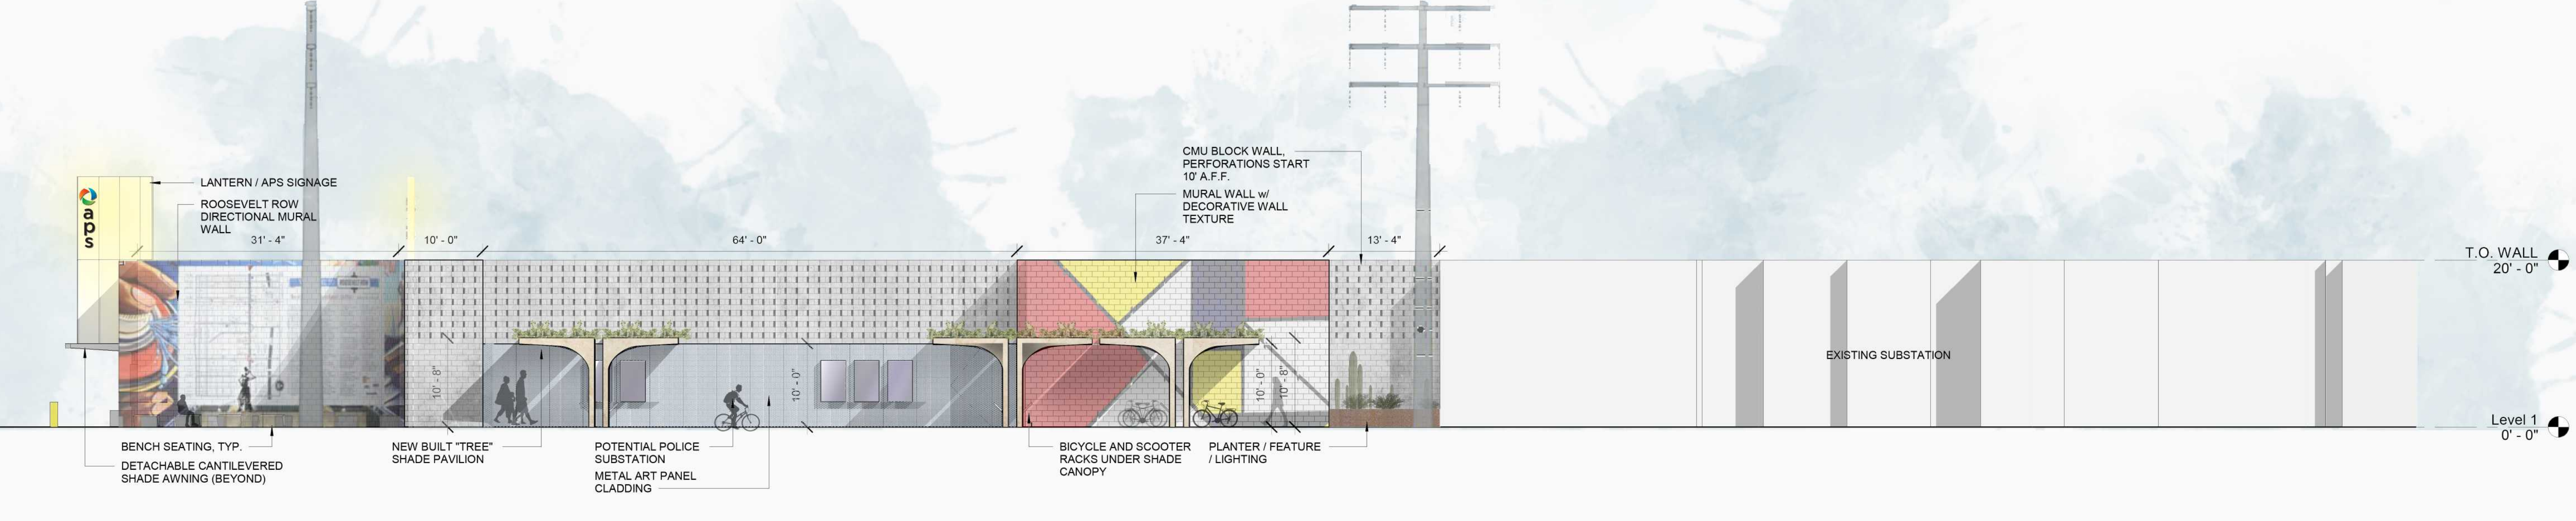 aps
LANTERN / APS SIGNAGE
ROOSEVELT ROW
DIRECTIONAL MURAL
WALL
31' - 4"
10' - 0"
64' - 0"
37' - 4"
13' - 4"
CMU BLOCK WALL,
PERFORATIONS START
10' A.F.F.
MURAL WALL w/
DECORATIVE WALL
TEXTURE
T.O. WALL
20' - 0"
10' - 8"
10' - 0"
10' - 0"
10' - 8"
EXISTING SUBSTATION
Level 1
0' - 0"
BENCH SEATING, TYP.
DETACHABLE CANTILEVERED
SHADE AWNING (BEYOND)
NEW BUILT "TREE"
SHADE PAVILION
POTENTIAL POLICE
SUBSTATION
METAL ART PANEL
CLADDING
BICYCLE AND SCOOTER
RACKS UNDER SHADE
CANOPY
PLANTER / FEATURE
/ LIGHTING